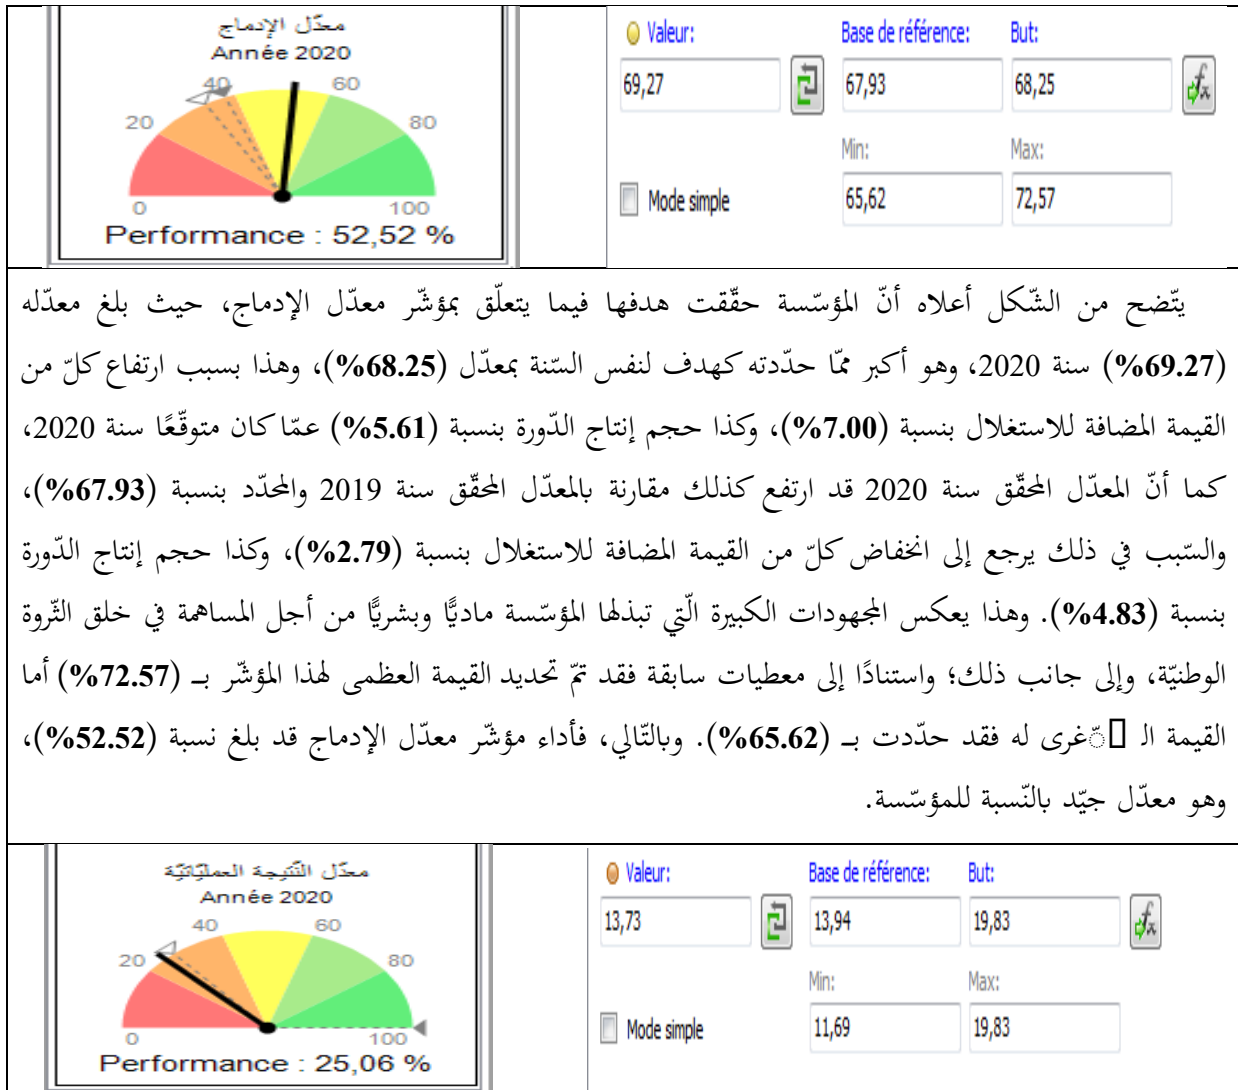 معدّل الإدماج
Année 2020
0
20
40
60
80
100
Performance : 52,52 %
Valeur: Base de référence: But:
69,27 67,93 68,25
Min: Max:
Mode simple 65,62 72,57
يتّضح من الشّكل أعلاه أنّ المؤسّسة حقّقت هدفها فيما يتعلّق بمؤشّر معدّل الإدماج، حيث بلغ معدّله
(69.27%) سنة 2020، وهو أكبر ممّا حدّدته كهدف لنفس السّنة بمعدّل (68.25%)، وهذا بسبب ارتفاع كلّ من
القيمة المضافة للاستغلال بنسبة (7.00%)، وكذا حجم إنتاج الدّورة بنسبة (5.61%) عمّا كان متوقّعًا سنة 2020،
كما أنّ المعدّل المحقّق سنة 2020 قد ارتفع كذلك مقارنة بالمعدّل المحقّق سنة 2019 والمحدّد بنسبة (67.93%)،
والسّبب في ذلك يرجع إلى انخفاض كلّ من القيمة المضافة للاستغلال بنسبة (2.79%)، وكذا حجم إنتاج الدّورة
بنسبة (4.83%). وهذا يعكس المجهودات الكبيرة الّتي تبذلها المؤسّسة ماديًّا وبشريًّا من أجل المساهمة في خلق الثّروة
الوطنيّة، وإلى جانب ذلك؛ واستنادًا إلى معطيات سابقة فقد تمّ تحديد القيمة العظمى لهذا المؤشّر بـ (72.57%) أما
القيمة له فقد حدّدت بـ (65.62%). وبالتّالي، فأداء مؤشّر معدّل الإدماج قد بلغ نسبة (52.52%)،
وهو معدّل جيّد بالنّسبة للمؤسّسة.
معدّل النّتيجة العمليّاتيّة
Année 2020
0
20
40
60
80
100
Performance : 25,06 %
Valeur: Base de référence: But:
13,73 13,94 19,83
Min: Max:
Mode simple 11,69 19,83